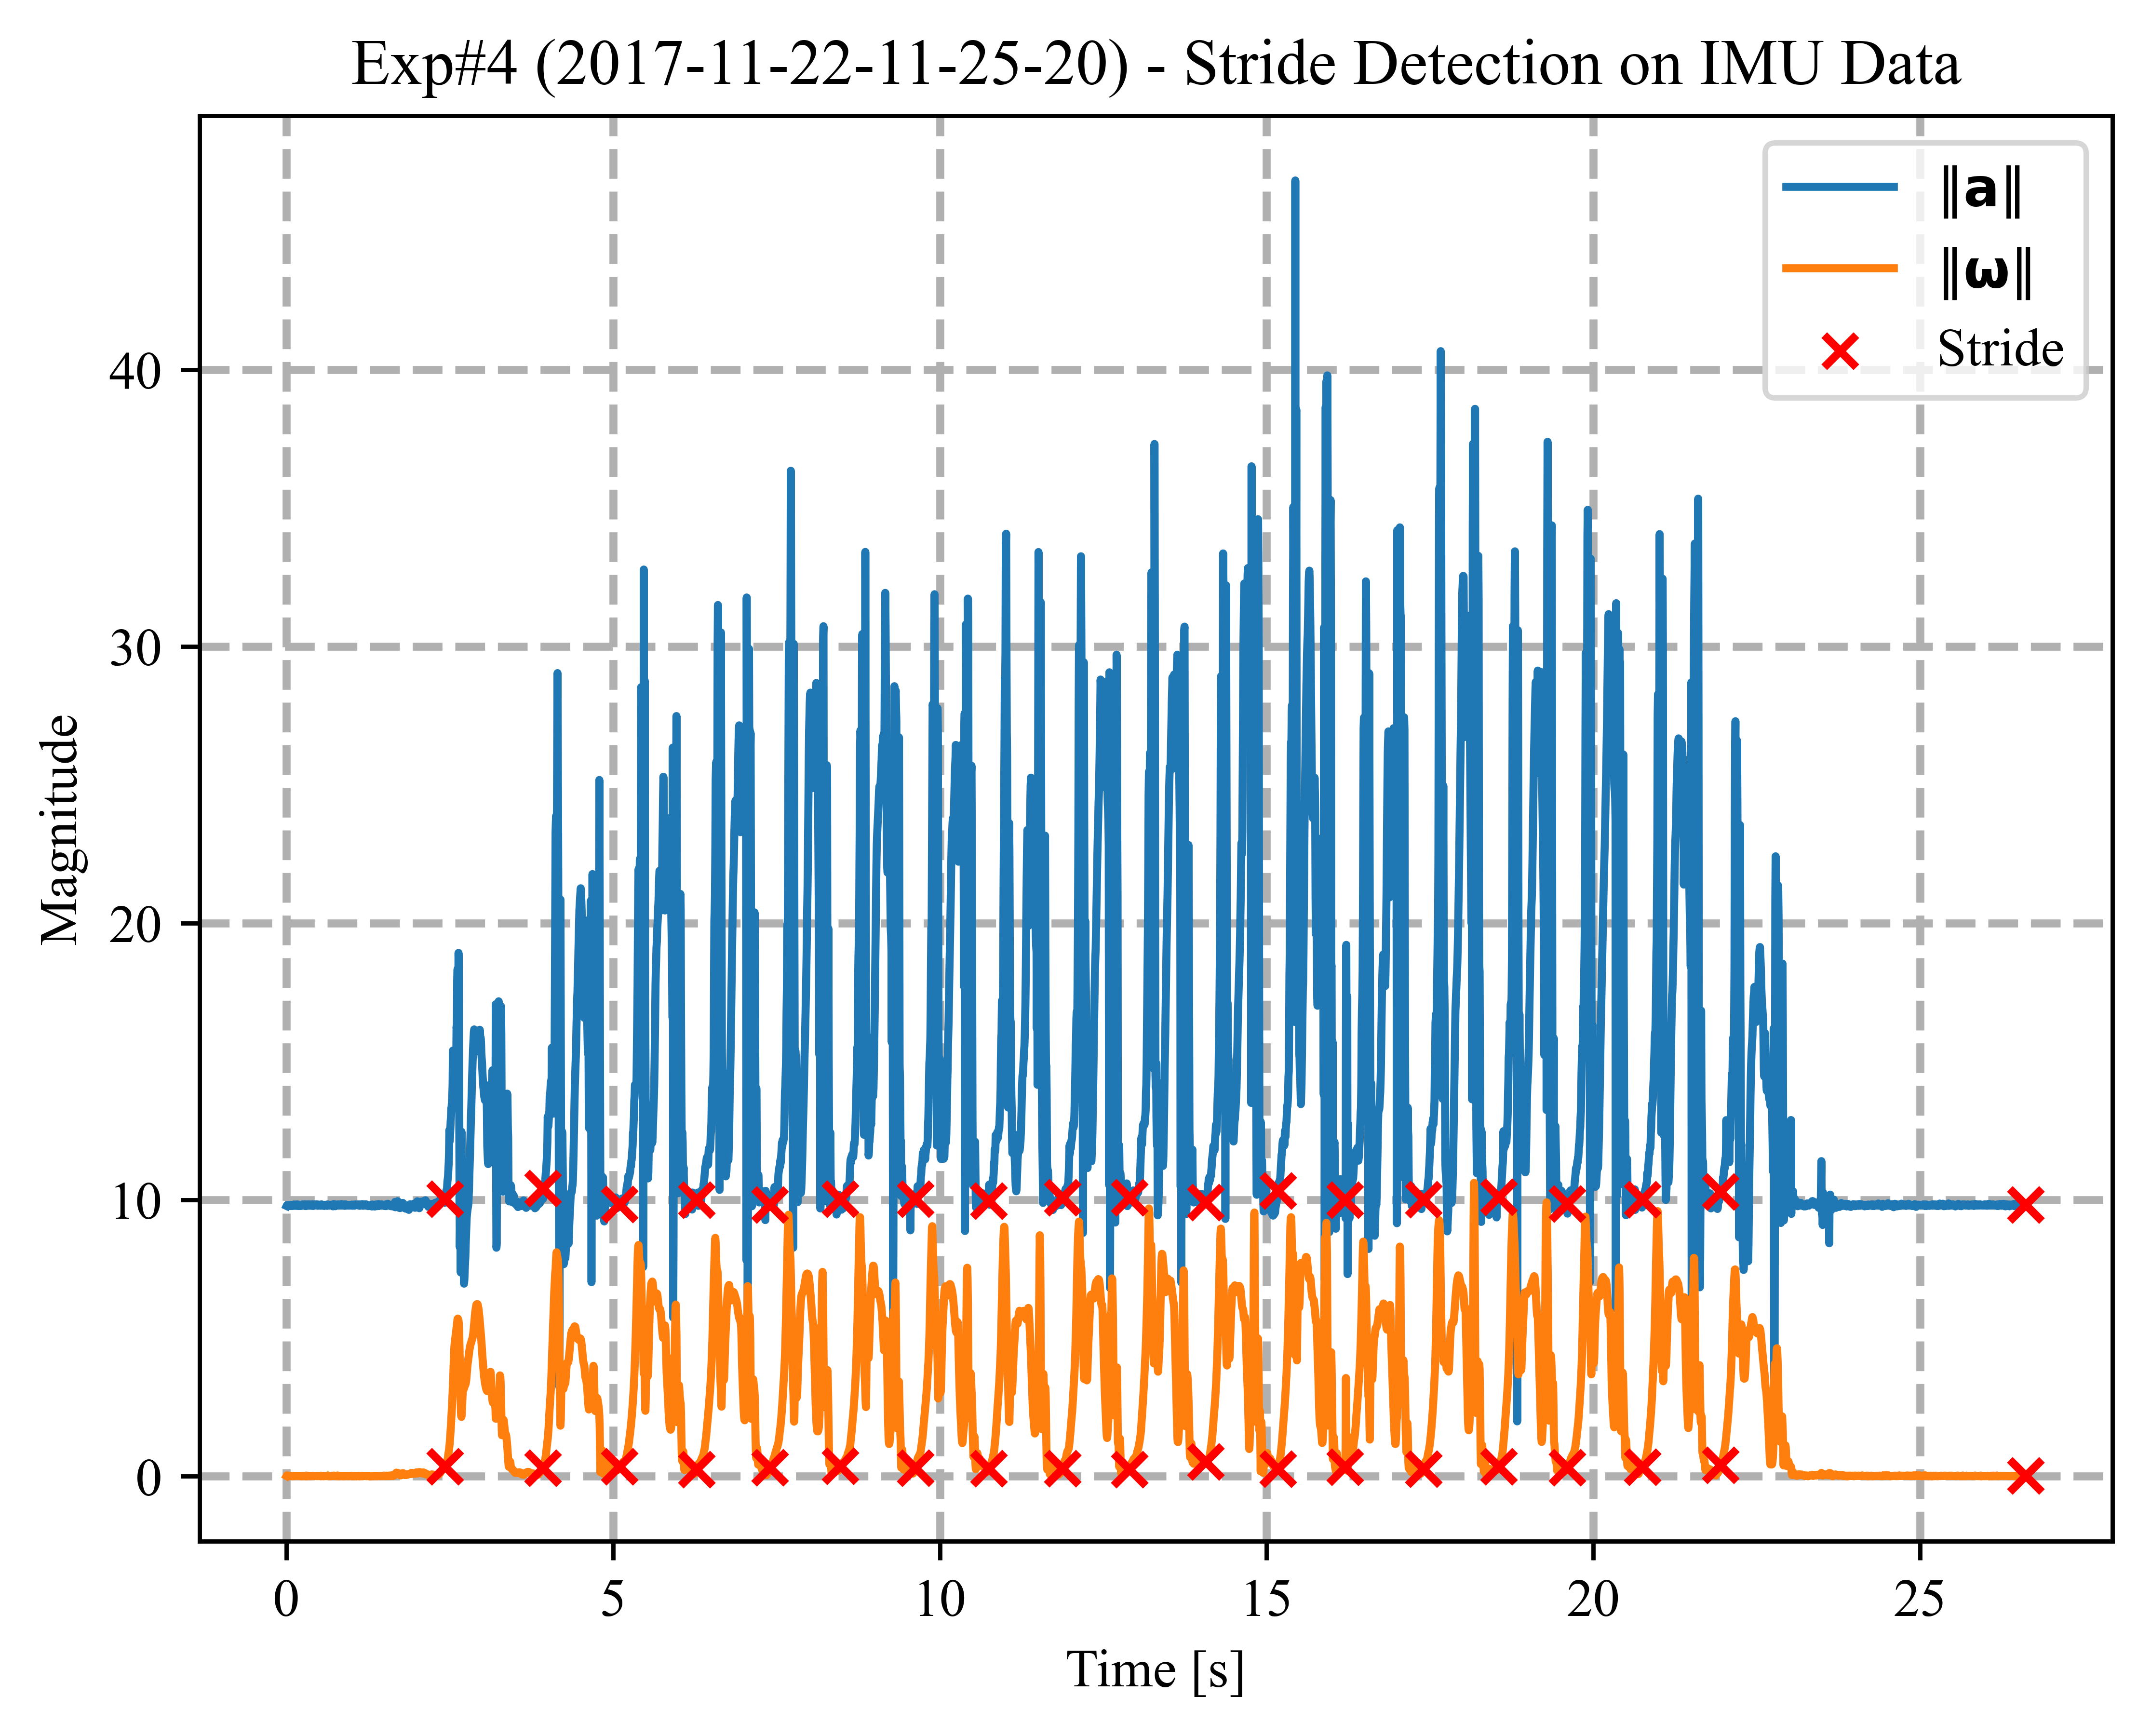 Exp#4 (2017-11-22-11-25-20) - Stride Detection on IMU Data
‖a‖
‖ω‖
Stride
Magnitude
40
30
20
10
0
0 5 10 15 20 25
Time [s]